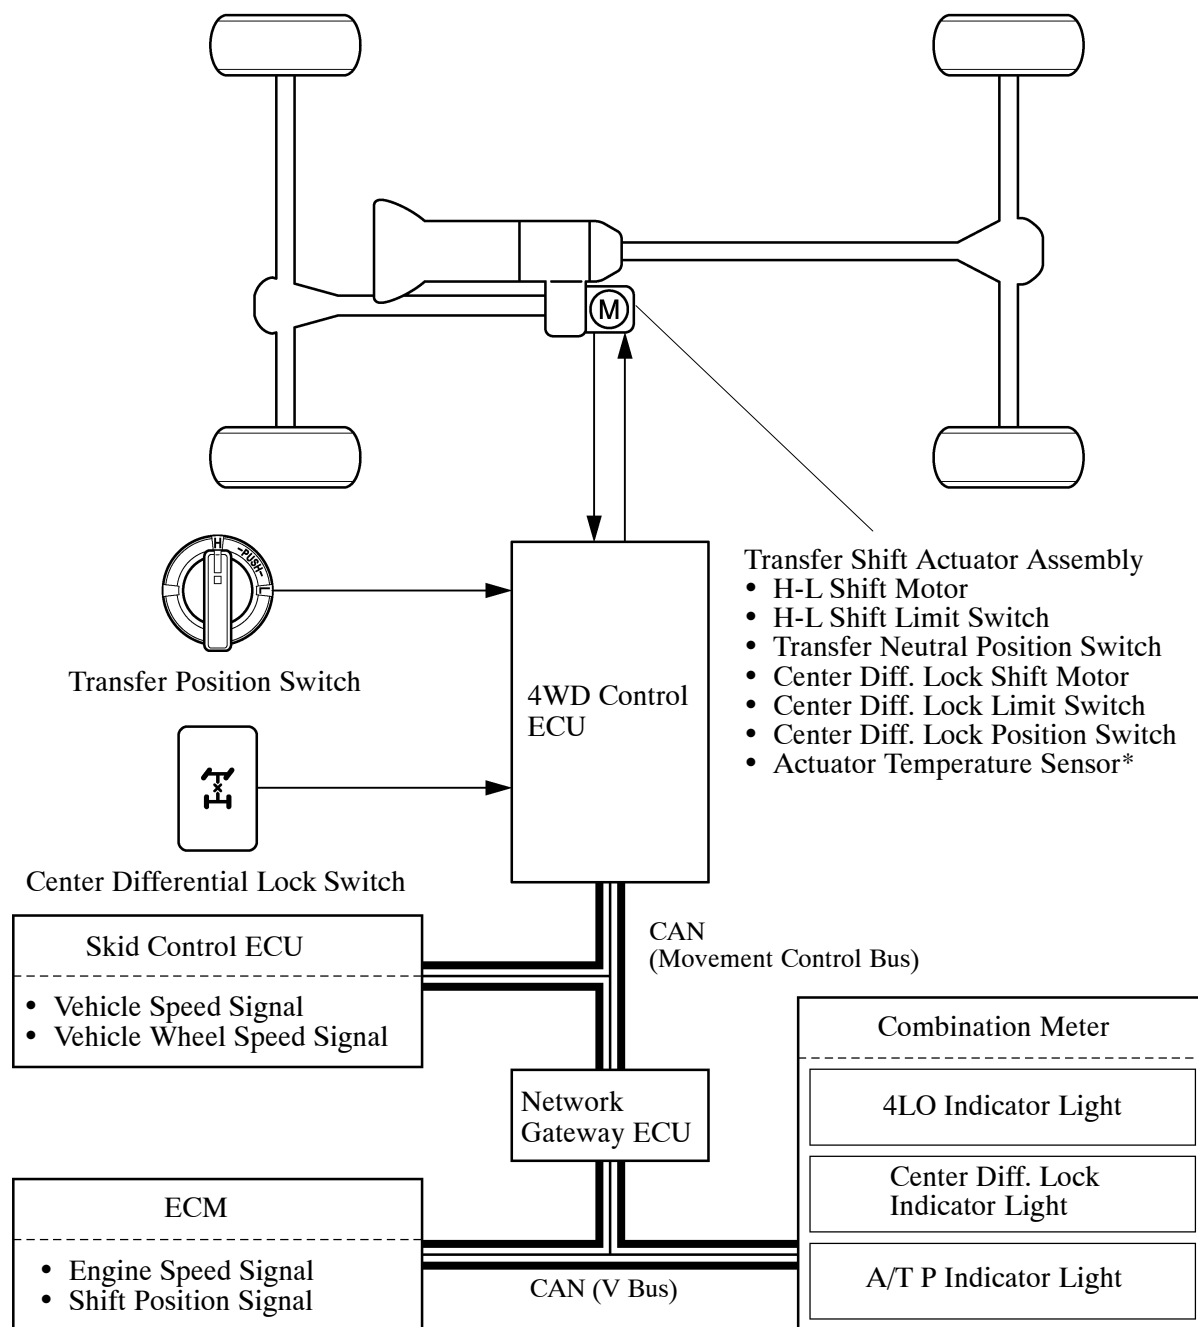 M
H
-PUSH-
L
Transfer Position Switch
Center Differential Lock Switch
4WD Control
ECU
Transfer Shift Actuator Assembly
• H-L Shift Motor
• H-L Shift Limit Switch
• Transfer Neutral Position Switch
• Center Diff. Lock Shift Motor
• Center Diff. Lock Limit Switch
• Center Diff. Lock Position Switch
• Actuator Temperature Sensor*
Skid Control ECU
• Vehicle Speed Signal
• Vehicle Wheel Speed Signal
CAN
(Movement Control Bus)
Network
Gateway ECU
Combination Meter
4LO Indicator Light
Center Diff. Lock
Indicator Light
A/T P Indicator Light
ECM
• Engine Speed Signal
• Shift Position Signal
CAN (V Bus)